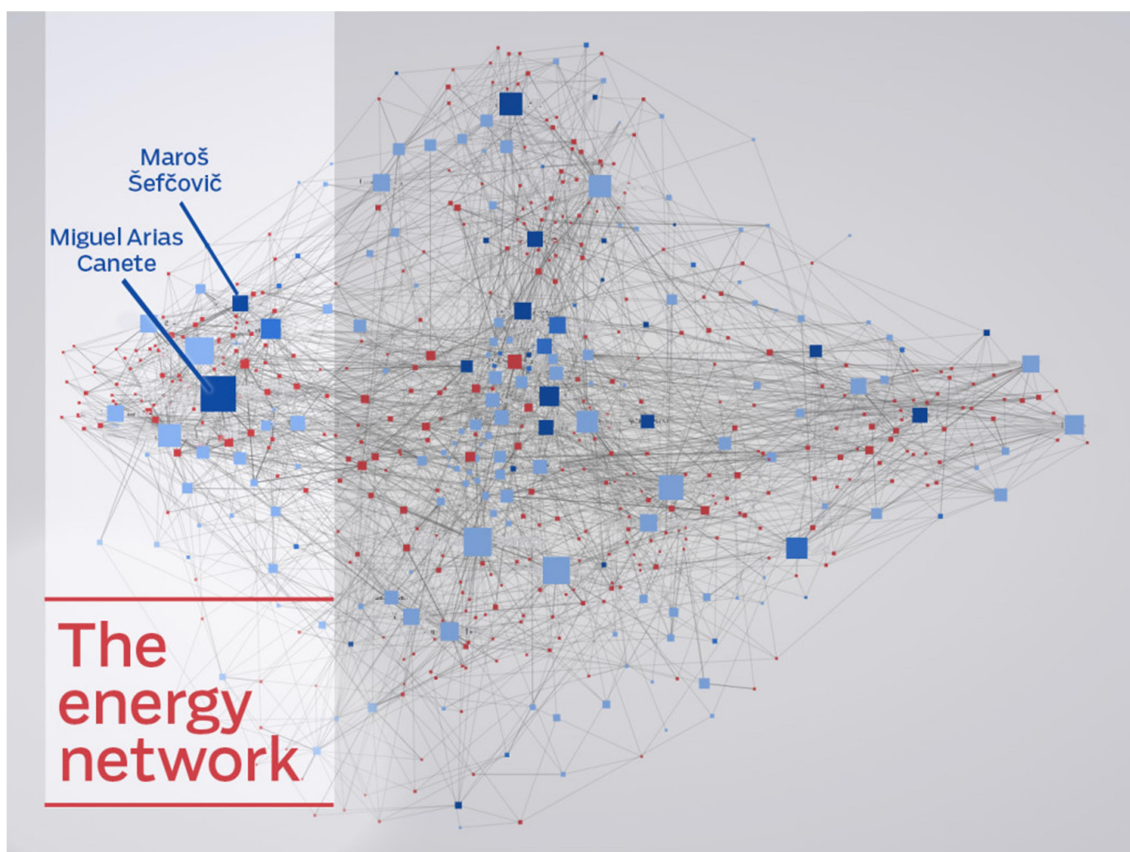 Maroš
Šefčovič
Miguel Arias
Canete
The
energy
network